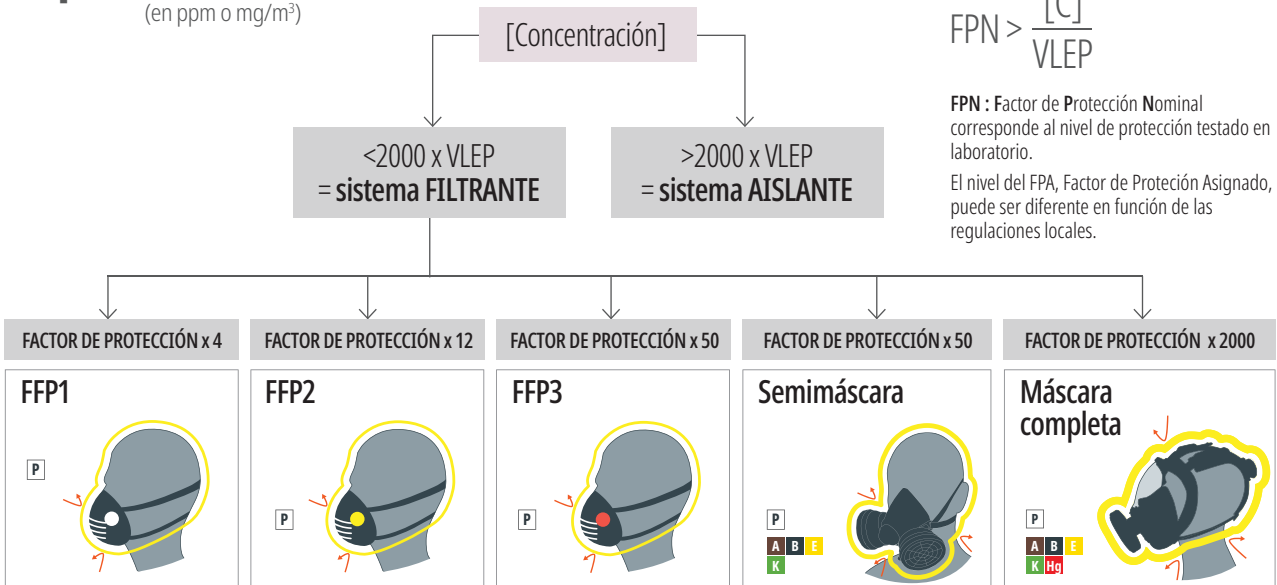 (en ppm o mg/m³)
[Concentración]
FPN > [C]
VLEP
<2000 x VLEP
= sistema FILTRANTE
>2000 x VLEP
= sistema AISLANTE
FPN : Factor de Protección Nominal
corresponde al nivel de protección testado en
laboratorio.
El nivel del FPA, Factor de Proteción Asignado,
puede ser diferente en función de las
regulaciones locales.
FACTOR DE PROTECCIÓN x 4
FACTOR DE PROTECCIÓN x 12
FACTOR DE PROTECCIÓN x 50
FACTOR DE PROTECCIÓN x 50
FACTOR DE PROTECCIÓN x 2000
FFP1
P
FFP2
P
FFP3
P
Semimáscara
P
A B E
K
Máscara
completa
P
A B E
K Hg